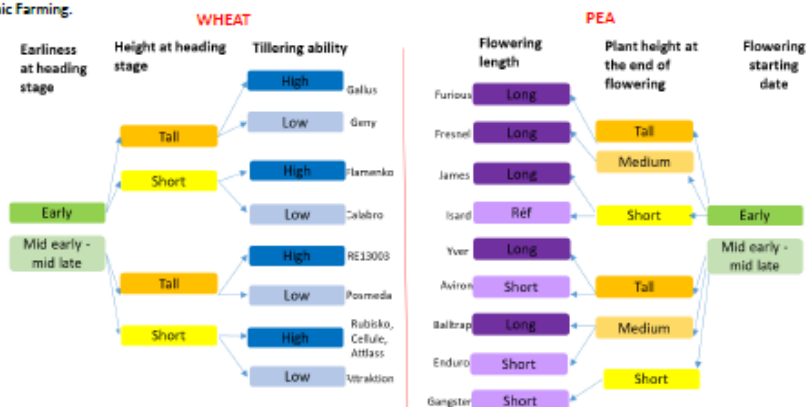 ic Farming.
WHEAT
PEA
Earliness
at heading
stage
Height at heading
stage
Tillering ability
Flowering
length
Plant height at
the end of
flowering
Flowering
starting
date
High
Gallus
Low
Geny
Tall
Short
High
Flamenko
Low
Calabro
Early
Mid early -
mid late
High
RE13003
Tall
Low
Posmeda
Short
High
Rubisko,
Cellule,
Attlass
Low
Attraktion
Furious
Long
Fresnel
Long
James
Long
Isard
Réf
Yver
Long
Aviron
Short
Balltrap
Long
Enduro
Short
Gangster
Short
Tall
Medium
Short
Early
Mid early -
mid late
Tall
Medium
Short